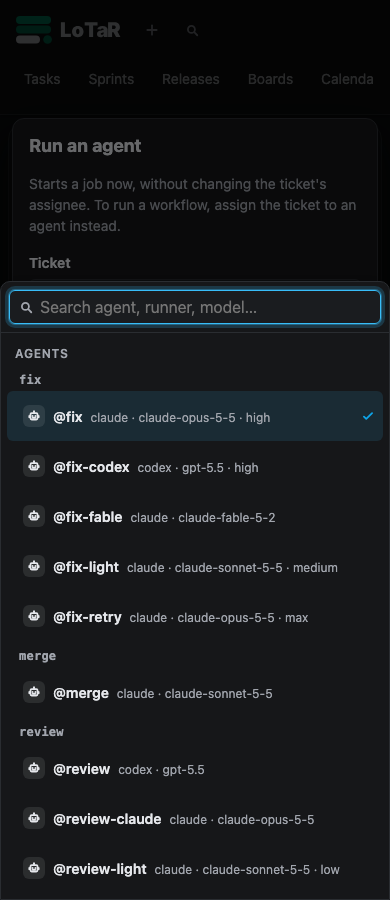 LoTaR
Tasks Sprints Releases Boards Calenda
Run an agent
Starts a job now, without changing the ticket's
assignee. To run a workflow, assign the ticket to an
agent instead.
Ticket
Search agent, runner, model...
AGENTS
fix
@fix claude · claude-opus-5-5 · high
@fix-codex codex · gpt-5.5 · high
@fix-fable claude · claude-fable-5-2
@fix-light claude · claude-sonnet-5-5 · medium
@fix-retry claude · claude-opus-5-5 · max
merge
@merge claude · claude-sonnet-5-5
review
@review codex · gpt-5.5
@review-claude claude · claude-opus-5-5
@review-light claude · claude-sonnet-5-5 · low